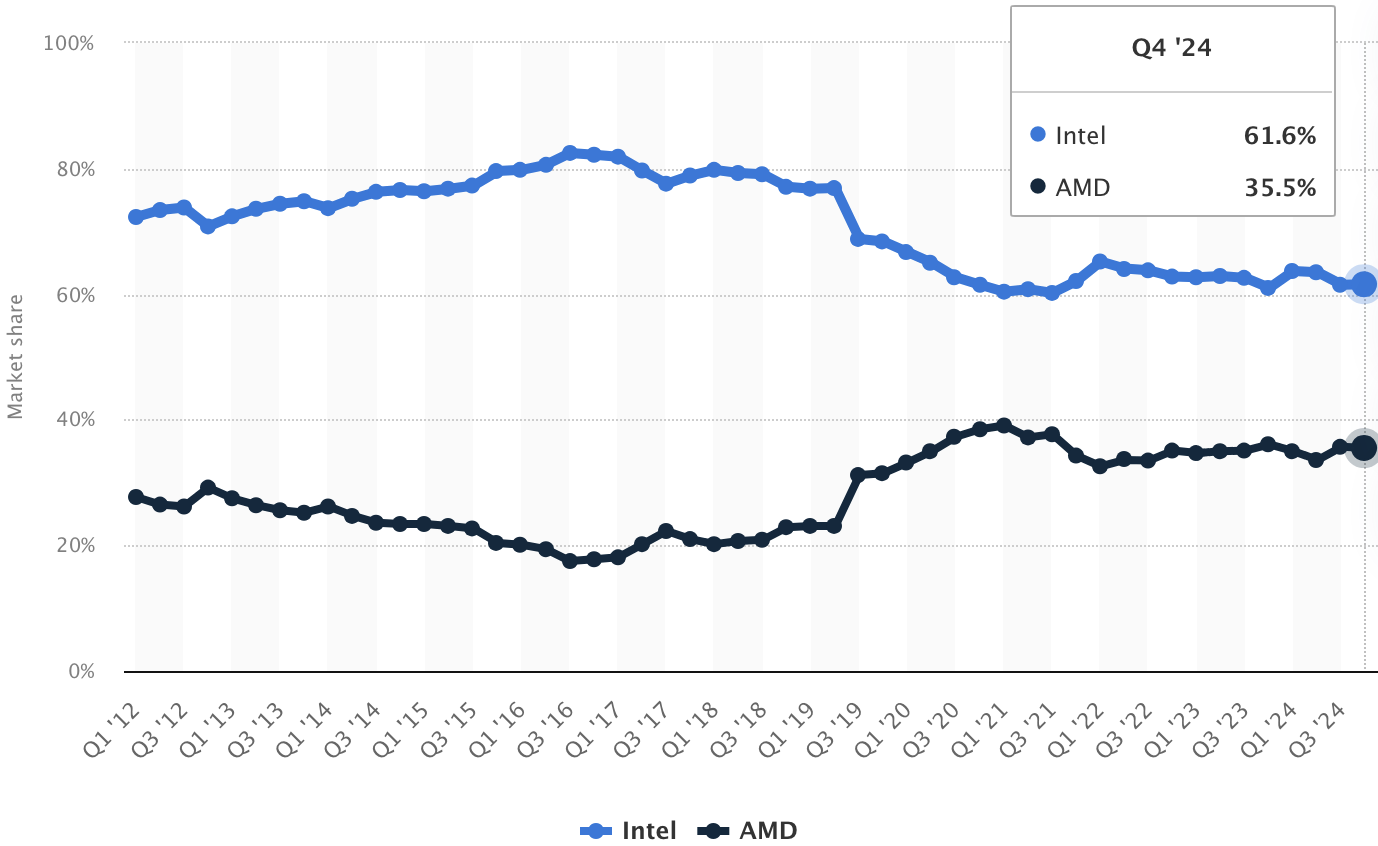 100%
80%
60%
40%
20%
0%
Market share
Q4 '24
Intel 61.6%
AMD 35.5%
Q1 '12 Q3 '12 Q1 '13 Q3 '13 Q1 '14 Q3 '14 Q1 '15 Q3 '15 Q1 '16 Q3 '16 Q1 '17 Q3 '17 Q1 '18 Q3 '18 Q1 '19 Q3 '19 Q1 '20 Q3 '20 Q1 '21 Q3 '21 Q1 '22 Q3 '22 Q1 '23 Q3 '23 Q1 '24 Q3 '24
Intel AMD